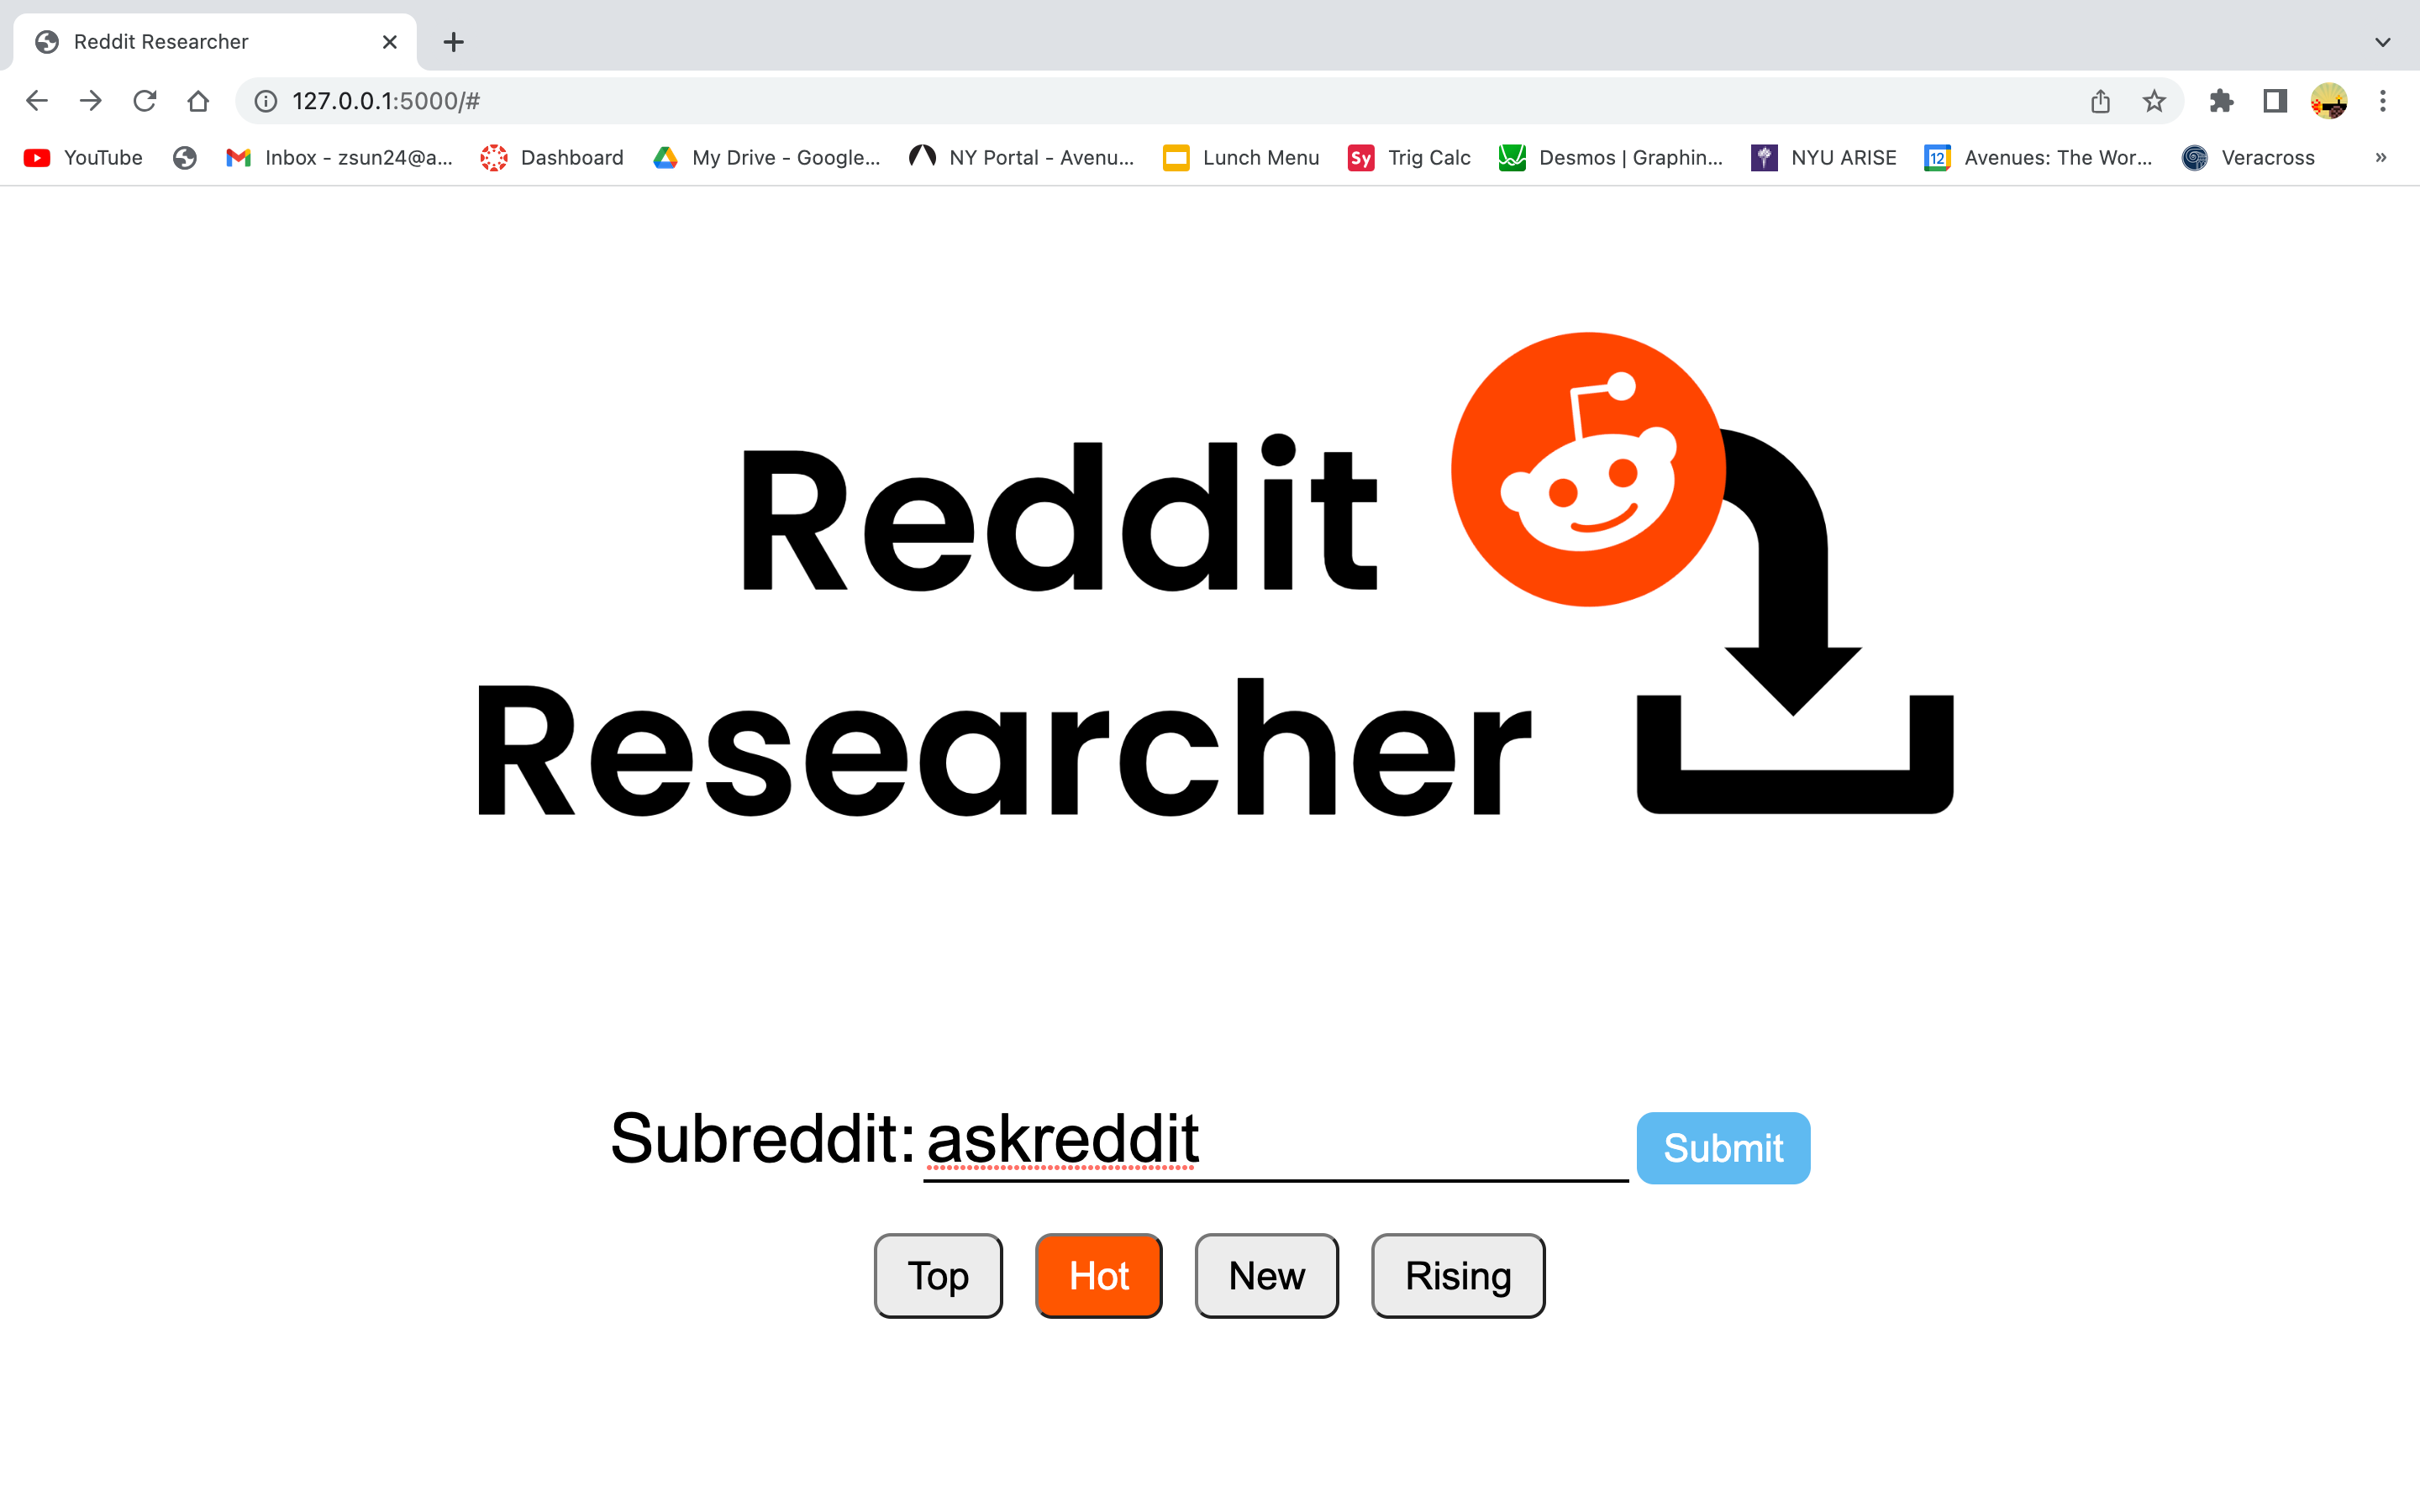 Reddit Researcher
127.0.0.1:5000/#
YouTube Inbox - zsun24@a... Dashboard My Drive - Google... NY Portal - Avenu... Lunch Menu Sy Trig Calc Desmos | Graphin... NYU ARISE 12 Avenues: The Wor... Veracross »
Reddit
Researcher
Subreddit: askreddit Submit
Top Hot New Rising